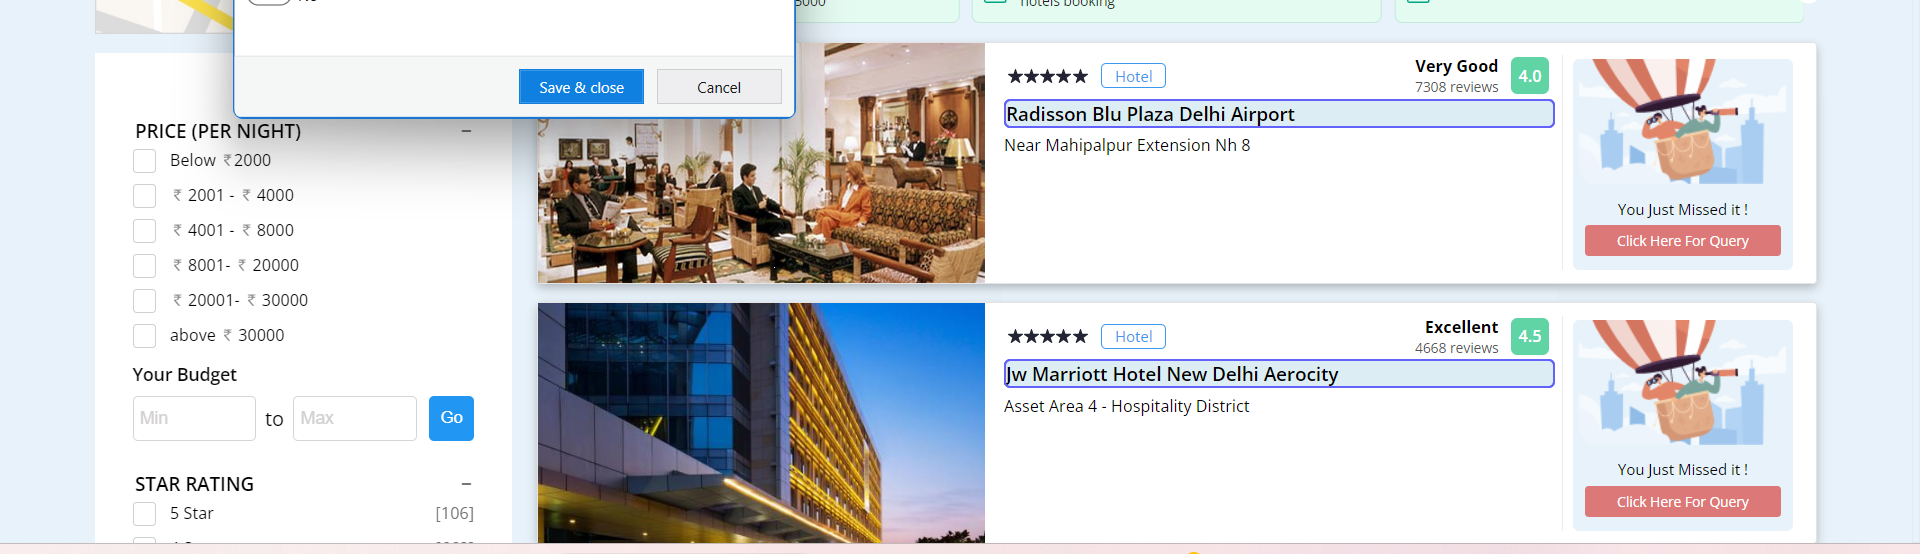 No
5000
hotels booking
Save & close
Cancel
PRICE (PER NIGHT)
Below ₹2000
₹ 2001 - ₹ 4000
₹ 4001 - ₹ 8000
₹ 8001- ₹ 20000
₹ 20001- ₹ 30000
above ₹ 30000
Your Budget
Min to Max Go
STAR RATING
5 Star [106]
Hotel
Very Good
7308 reviews
4.0
Radisson Blu Plaza Delhi Airport
Near Mahipalpur Extension Nh 8
You Just Missed it !
Click Here For Query
Hotel
Excellent
4668 reviews
4.5
Jw Marriott Hotel New Delhi Aerocity
Asset Area 4 - Hospitality District
You Just Missed it !
Click Here For Query